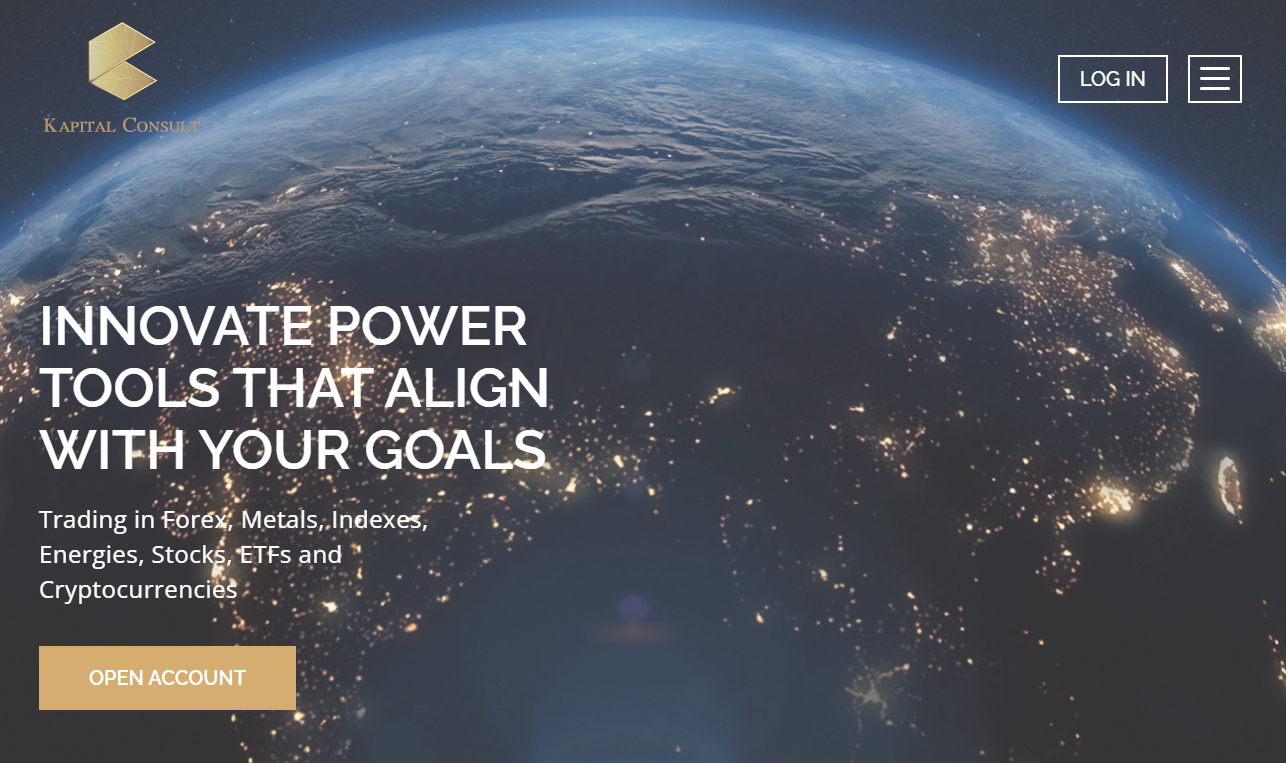 KAPITAL CONSULT
LOG IN
INNOVATE POWER
TOOLS THAT ALIGN
WITH YOUR GOALS
Trading in Forex, Metals, Indexes,
Energies, Stocks, ETFs and
Cryptocurrencies
OPEN ACCOUNT